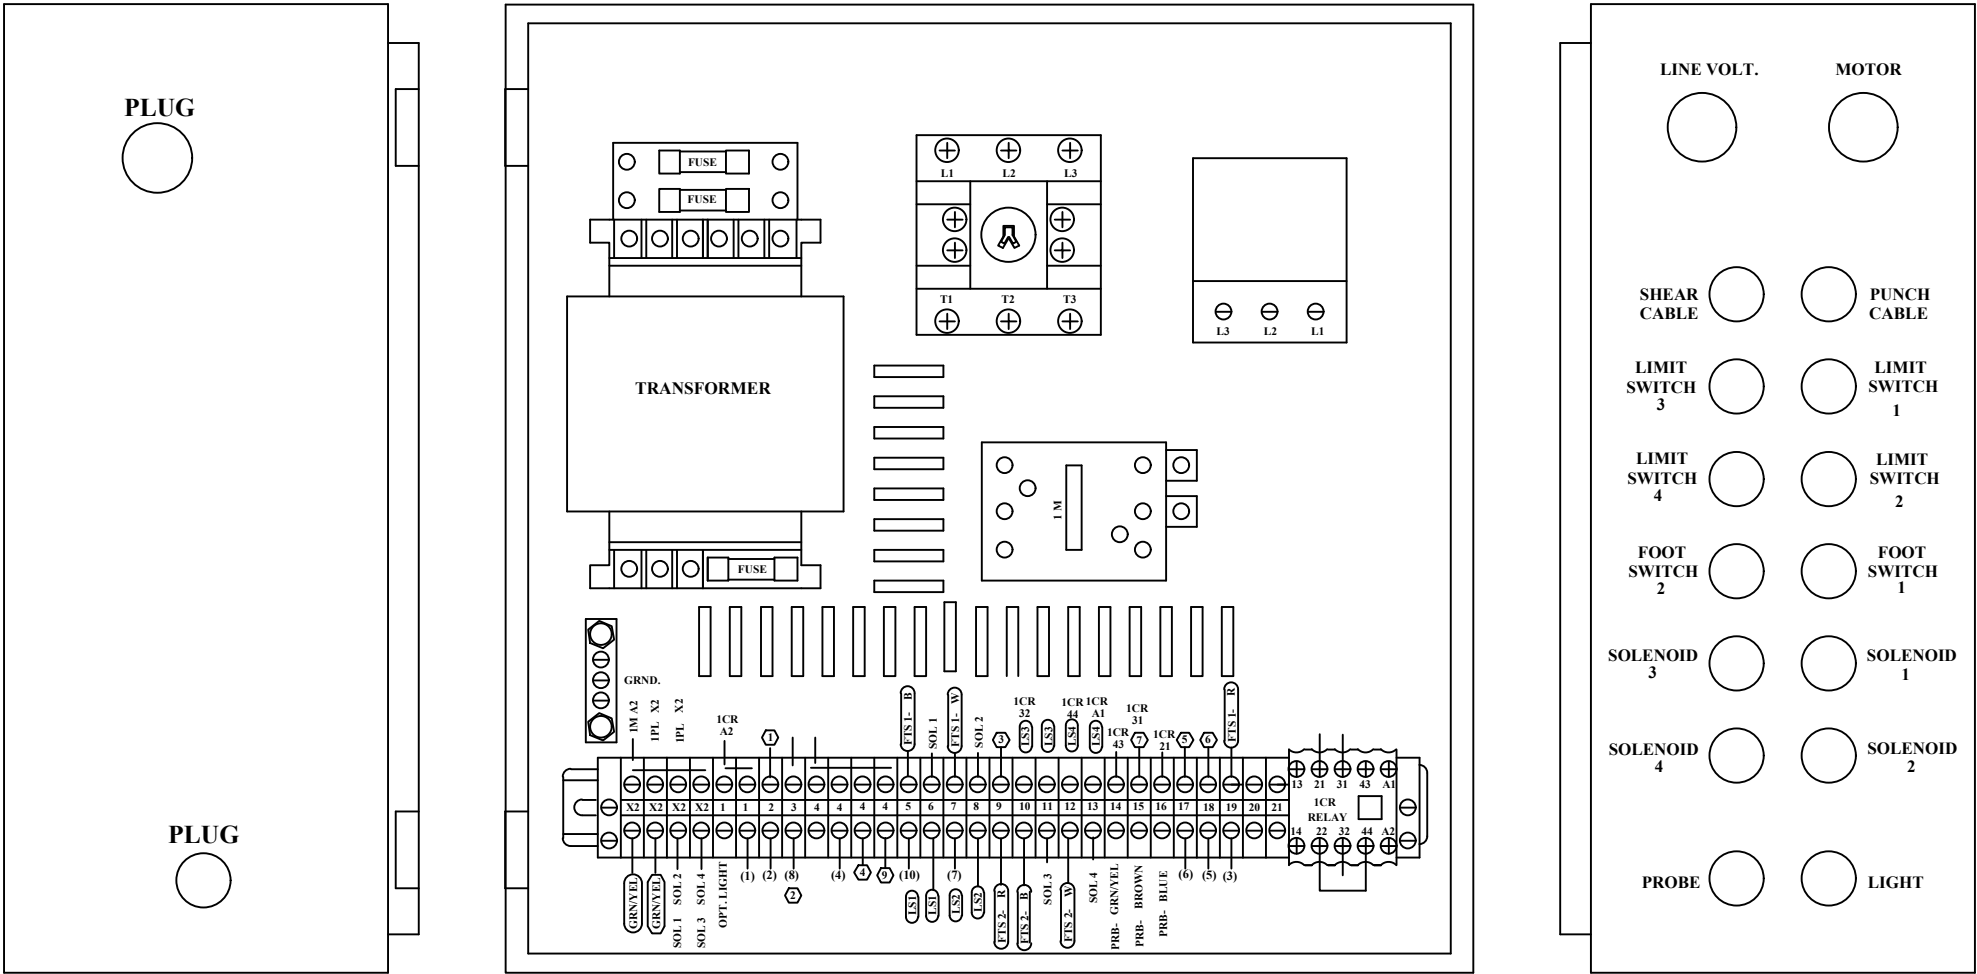 PLUG
PLUG
FUSE
FUSE
L1 L2 L3
T1 T2 T3
L3 L2 L1
TRANSFORMER
1 M
FUSE
GRND.
1M A2
1PL X2
1PL X2
1CR
A2
1
FTS 1- B
SOL 1
FTS 1- W
SOL 2
3
1CR
32
LS3
LS3
1CR
44
LS4
1CR
A1
LS4
1CR
43
1CR
31
7
1CR
21
5
6
FTS 1- R
X2 X2 X2 X2 1 1 2 3 4 4 4 4 5 6 7 8 9 10 11 12 13 14 15 16 17 18 19 20 21
13 21 31 43 A1
1CR
RELAY
14 22 32 44 A2
GRN/YEL
GRN/YEL
SOL 1 SOL 2
SOL 3 SOL 4
OPT. LIGHT
(1)
(2)
(8)
2
(4)
4
9
(10)
LS1
LS1
(7)
LS2
LS2
FTS 2- R
FTS 2- B
SOL 3
FTS 2- W
SOL 4
PRB- GRN/YEL
PRB- BROWN
PRB- BLUE
(6)
(5)
(3)
LINE VOLT.
MOTOR
SHEAR
CABLE
PUNCH
CABLE
LIMIT
SWITCH
3
LIMIT
SWITCH
1
LIMIT
SWITCH
4
LIMIT
SWITCH
2
FOOT
SWITCH
2
FOOT
SWITCH
1
SOLENOID
3
SOLENOID
1
SOLENOID
4
SOLENOID
2
PROBE
LIGHT